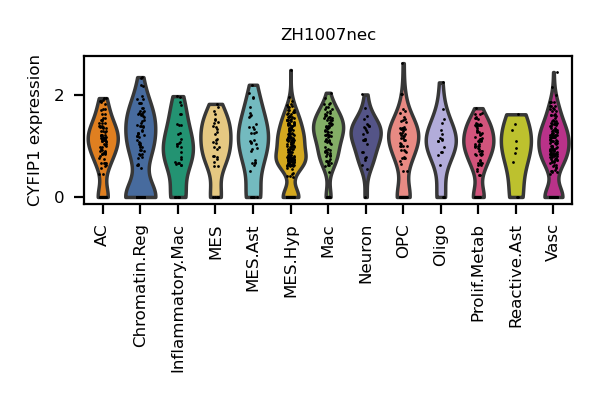 ZH1007nec
CYFIP1 expression
2
0
AC
Chromatin.Reg
Inflammatory.Mac
MES
MES.Ast
MES.Hyp
Mac
Neuron
OPC
Oligo
Prolif.Metab
Reactive.Ast
Vasc